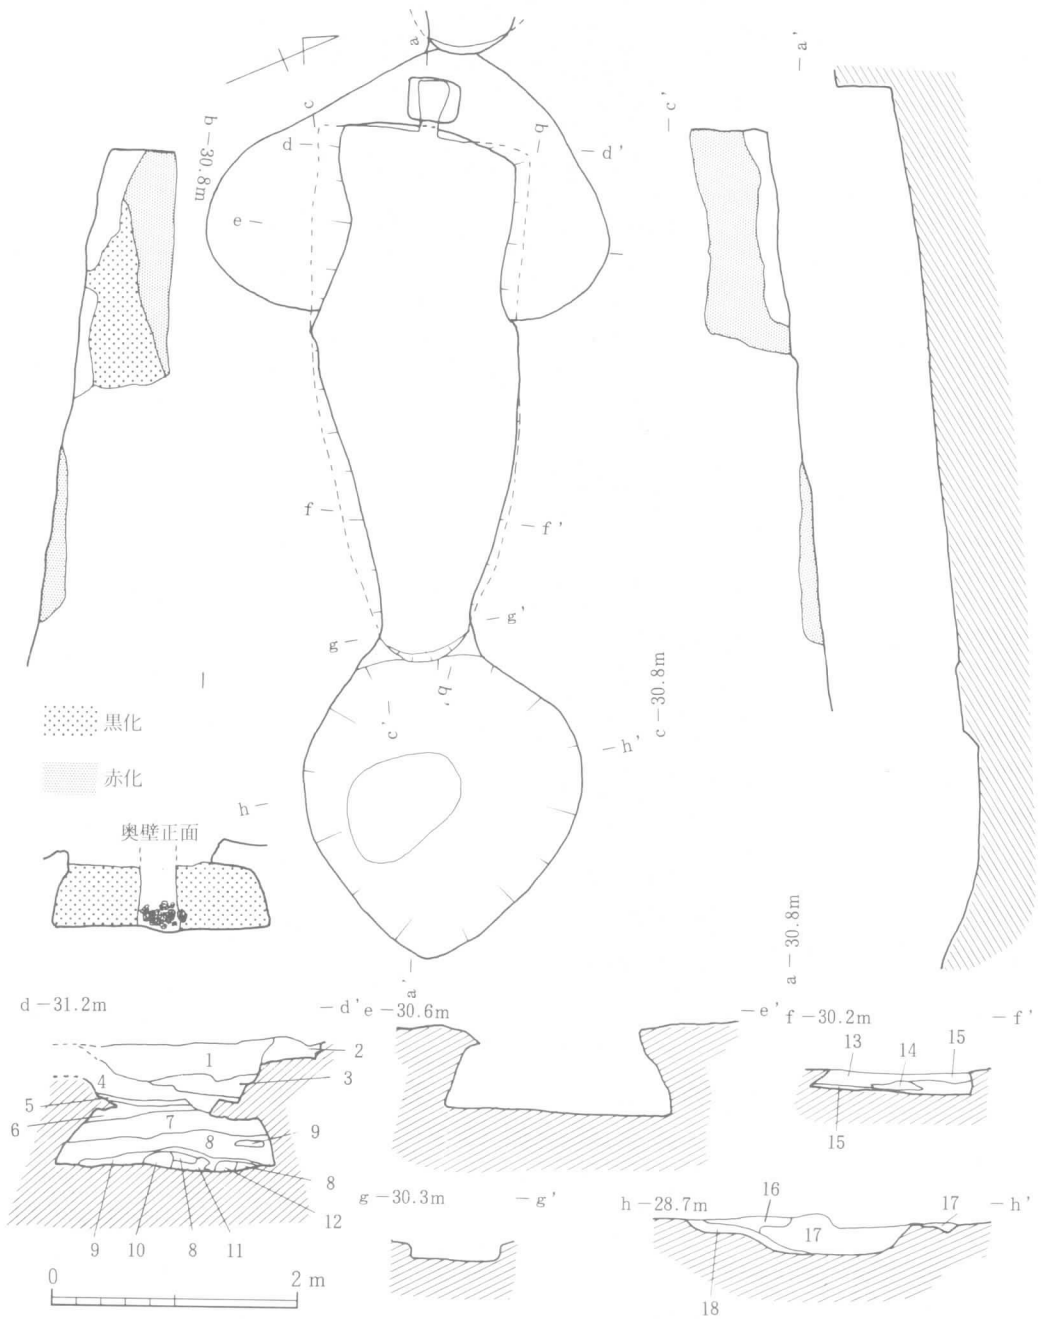 a
a'
c
b
c'
b－30.8m
d－
－d'
e－
f－
－f'
g－
－g'
b'
c'
c－30.8m
－h'
h－
黒化
赤化
奥壁正面
a'
a－30.8m
d－31.2m
－d'
e－30.6m
－e'
f－30.2m
－f'
1
2
3
4
5
6
7
8
9
8
9
10
8
11
12
13
14
15
15
g－30.3m
－g'
h－28.7m
－h'
16
17
17
18
0
2 m